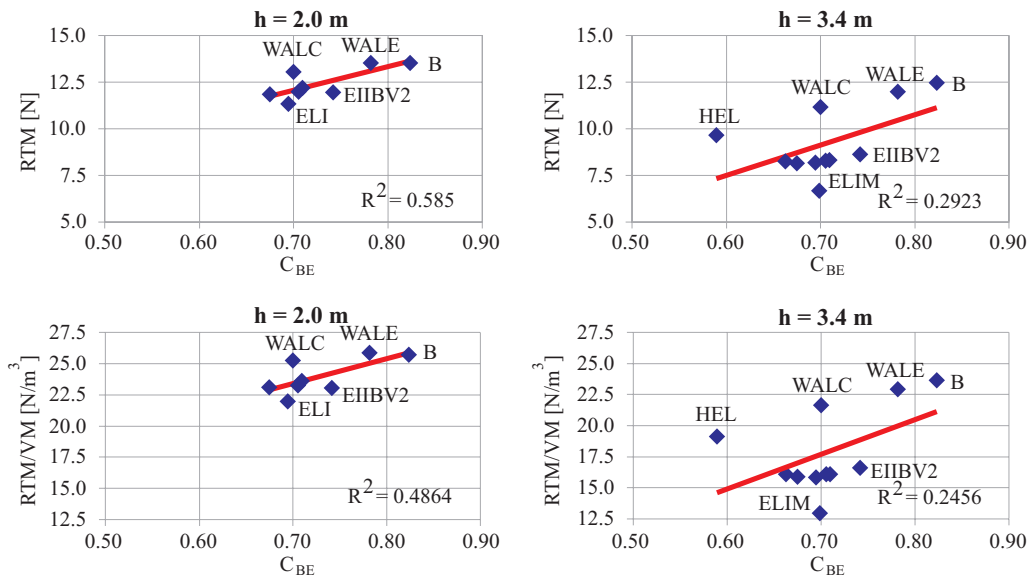 h = 2.0 m
RTM [N]
15.0
12.5
10.0
7.5
5.0
WALC
WALE
B
EIIBV2
ELI
R² = 0.585
0.50
0.60
0.70
0.80
0.90
C_BE
h = 3.4 m
RTM [N]
15.0
12.5
10.0
7.5
5.0
HEL
WALC
WALE
B
EIIBV2
ELIM
R² = 0.2923
0.50
0.60
0.70
0.80
0.90
C_BE
h = 2.0 m
RTM/VM [N/m³]
27.5
25.0
22.5
20.0
17.5
15.0
12.5
WALC
WALE
B
EIIBV2
ELI
R² = 0.4864
0.50
0.60
0.70
0.80
0.90
C_BE
h = 3.4 m
RTM/VM [N/m³]
27.5
25.0
22.5
20.0
17.5
15.0
12.5
HEL
WALC
WALE
B
EIIBV2
ELIM
R² = 0.2456
0.50
0.60
0.70
0.80
0.90
C_BE